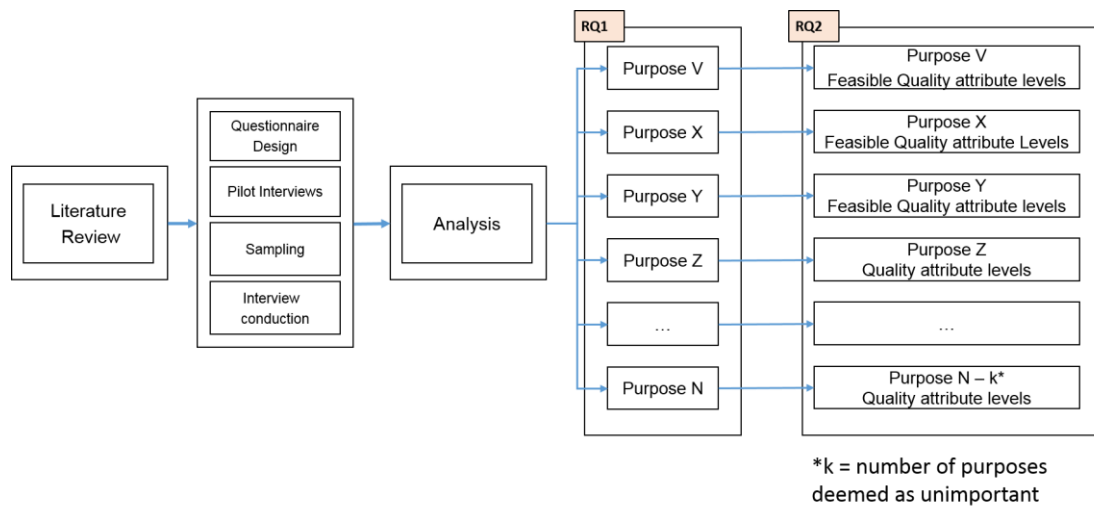 Literature
Review
Questionnaire
Design
Pilot Interviews
Sampling
Interview
conduction
Analysis
RQ1
Purpose V
Purpose X
Purpose Y
Purpose Z
...
Purpose N
RQ2
Purpose V
Feasible Quality attribute levels
Purpose X
Feasible Quality attribute Levels
Purpose Y
Feasible Quality attribute levels
Purpose Z
Quality attribute levels
...
Purpose N – k*
Quality attribute levels
*k = number of purposes
deemed as unimportant